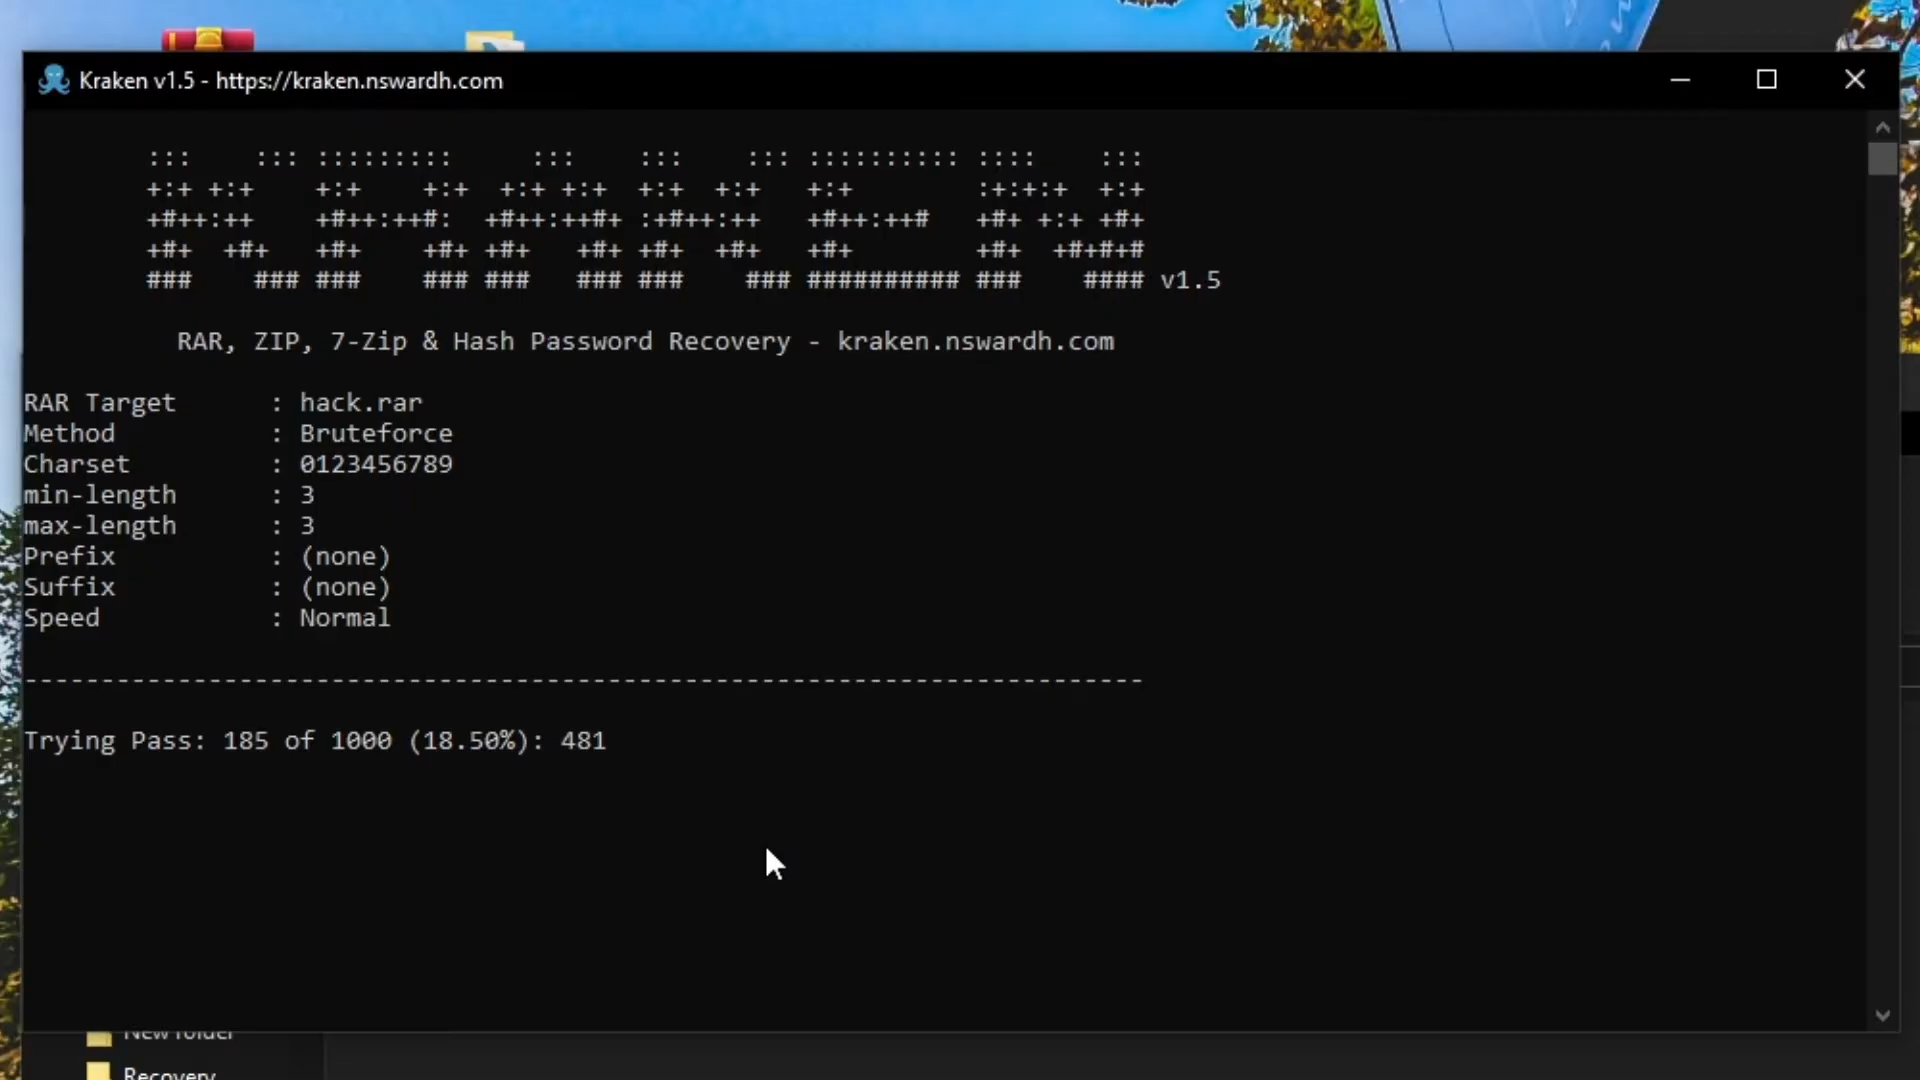 Kraken v1.5 - https://kraken.nswardh.com
KRAKEN v1.5
RAR, ZIP, 7-Zip & Hash Password Recovery - kraken.nswardh.com
RAR Target : hack.rar
Method : Bruteforce
Charset : 0123456789
min-length : 3
max-length : 3
Prefix : (none)
Suffix : (none)
Speed : Normal
Trying Pass: 185 of 1000 (18.50%): 481
New folder
Recovery